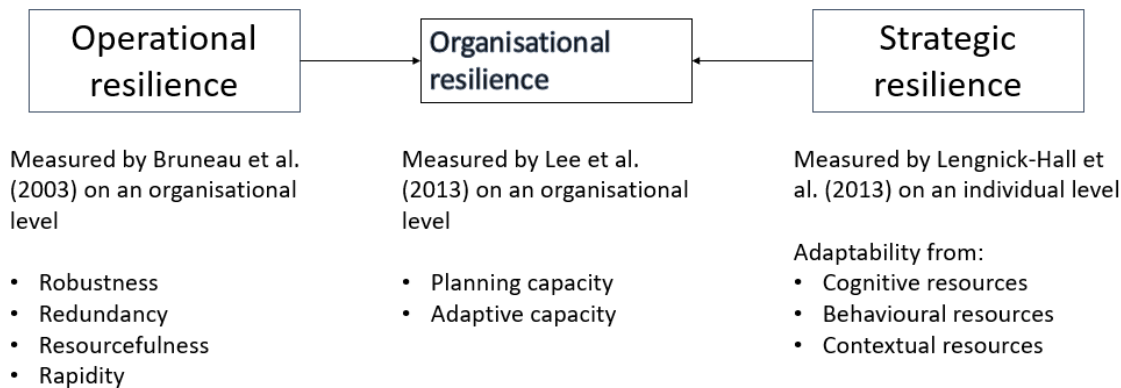 Operational
resilience
Organisational
resilience
Strategic
resilience
Measured by Bruneau et al.
(2003) on an organisational
level
• Robustness
• Redundancy
• Resourcefulness
• Rapidity
Measured by Lee et al.
(2013) on an organisational
level
• Planning capacity
• Adaptive capacity
Measured by Lengnick-Hall et
al. (2013) on an individual level
Adaptability from:
• Cognitive resources
• Behavioural resources
• Contextual resources